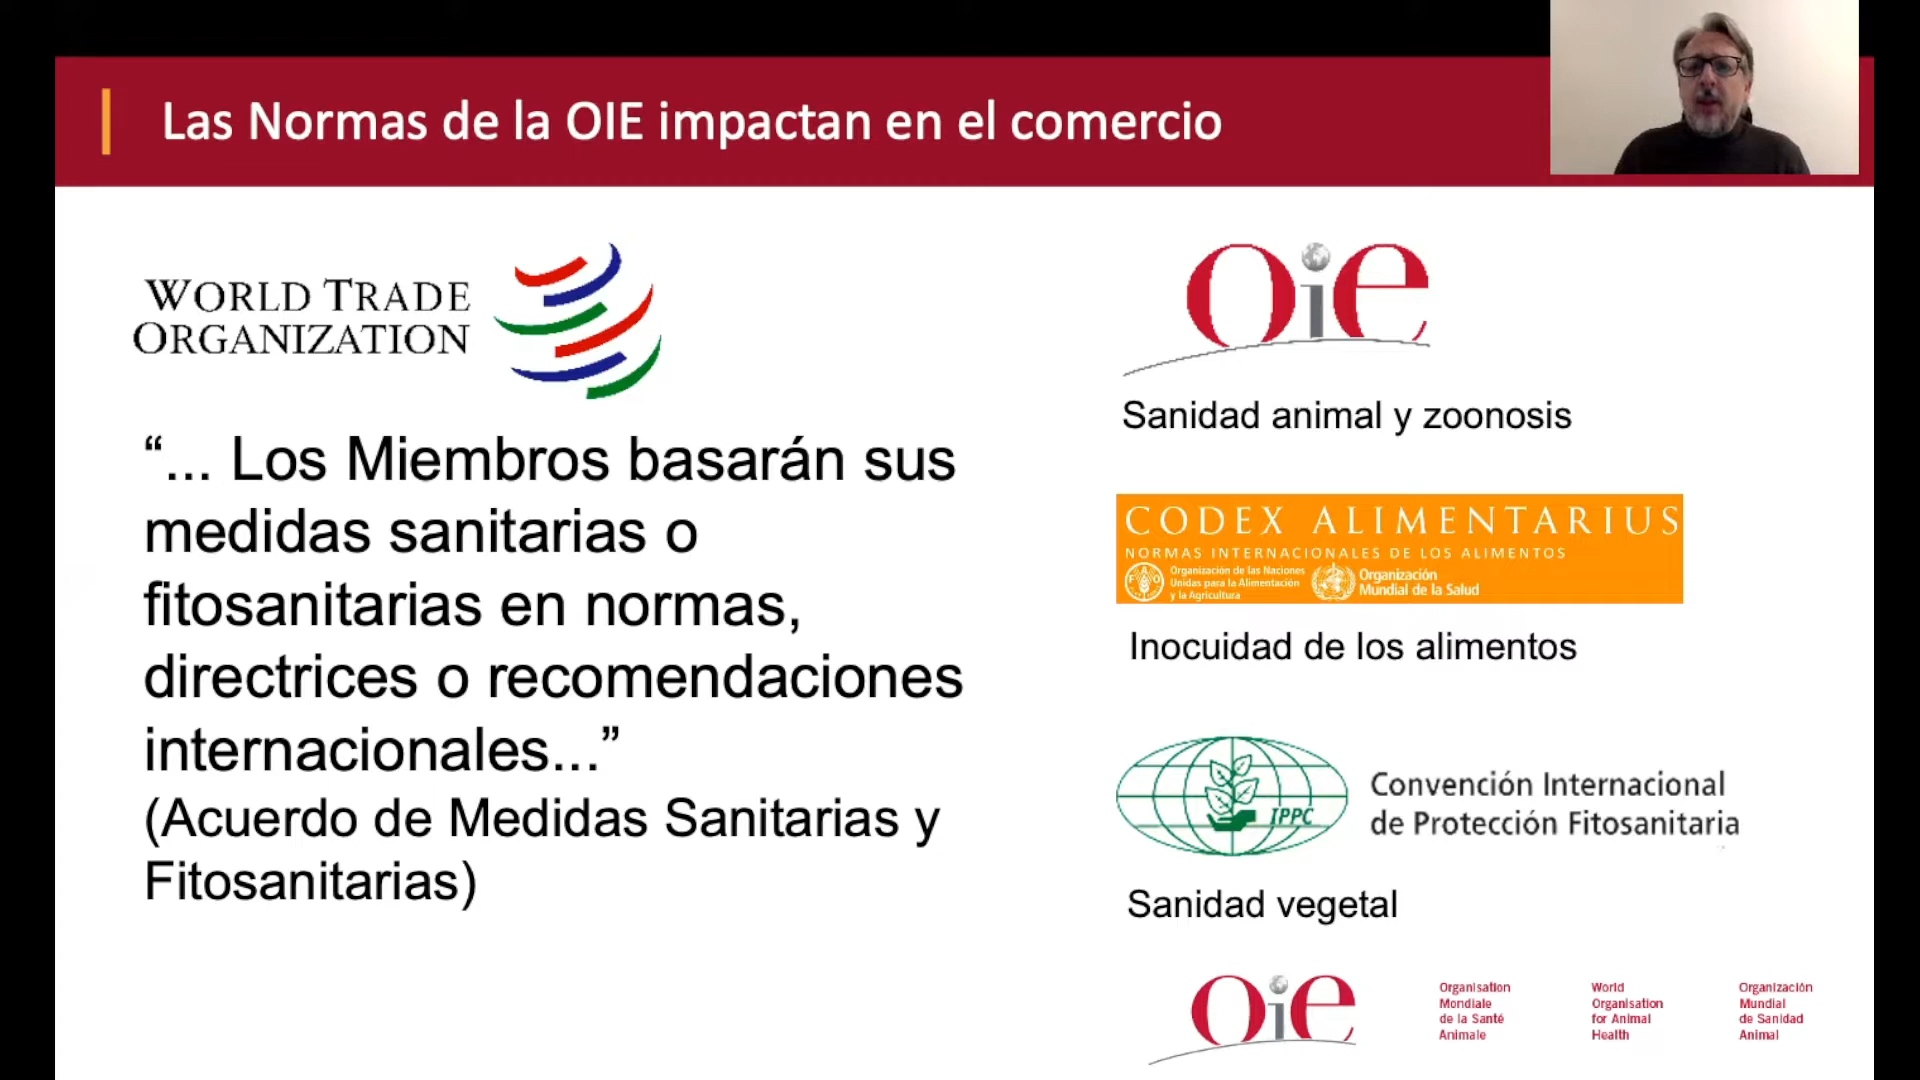 Las Normas de la OIE impactan en el comercio
WORLD TRADE
ORGANIZATION
“... Los Miembros basarán sus
medidas sanitarias o
fitosanitarias en normas,
directrices o recomendaciones
internacionales...”
(Acuerdo de Medidas Sanitarias y
Fitosanitarias)
Oie
Sanidad animal y zoonosis
CODEX ALIMENTARIUS
NORMAS INTERNACIONALES DE LOS ALIMENTOS
FAO
Organización de las Naciones
Unidas para la Alimentación
y la Agricultura
Organización
Mundial de la Salud
Inocuidad de los alimentos
IPPC
Convención Internacional
de Protección Fitosanitaria
Sanidad vegetal
Oie
Organisation
Mondiale
de la Santé
Animale
World
Organisation
for Animal
Health
Organización
Mundial
de Sanidad
Animal